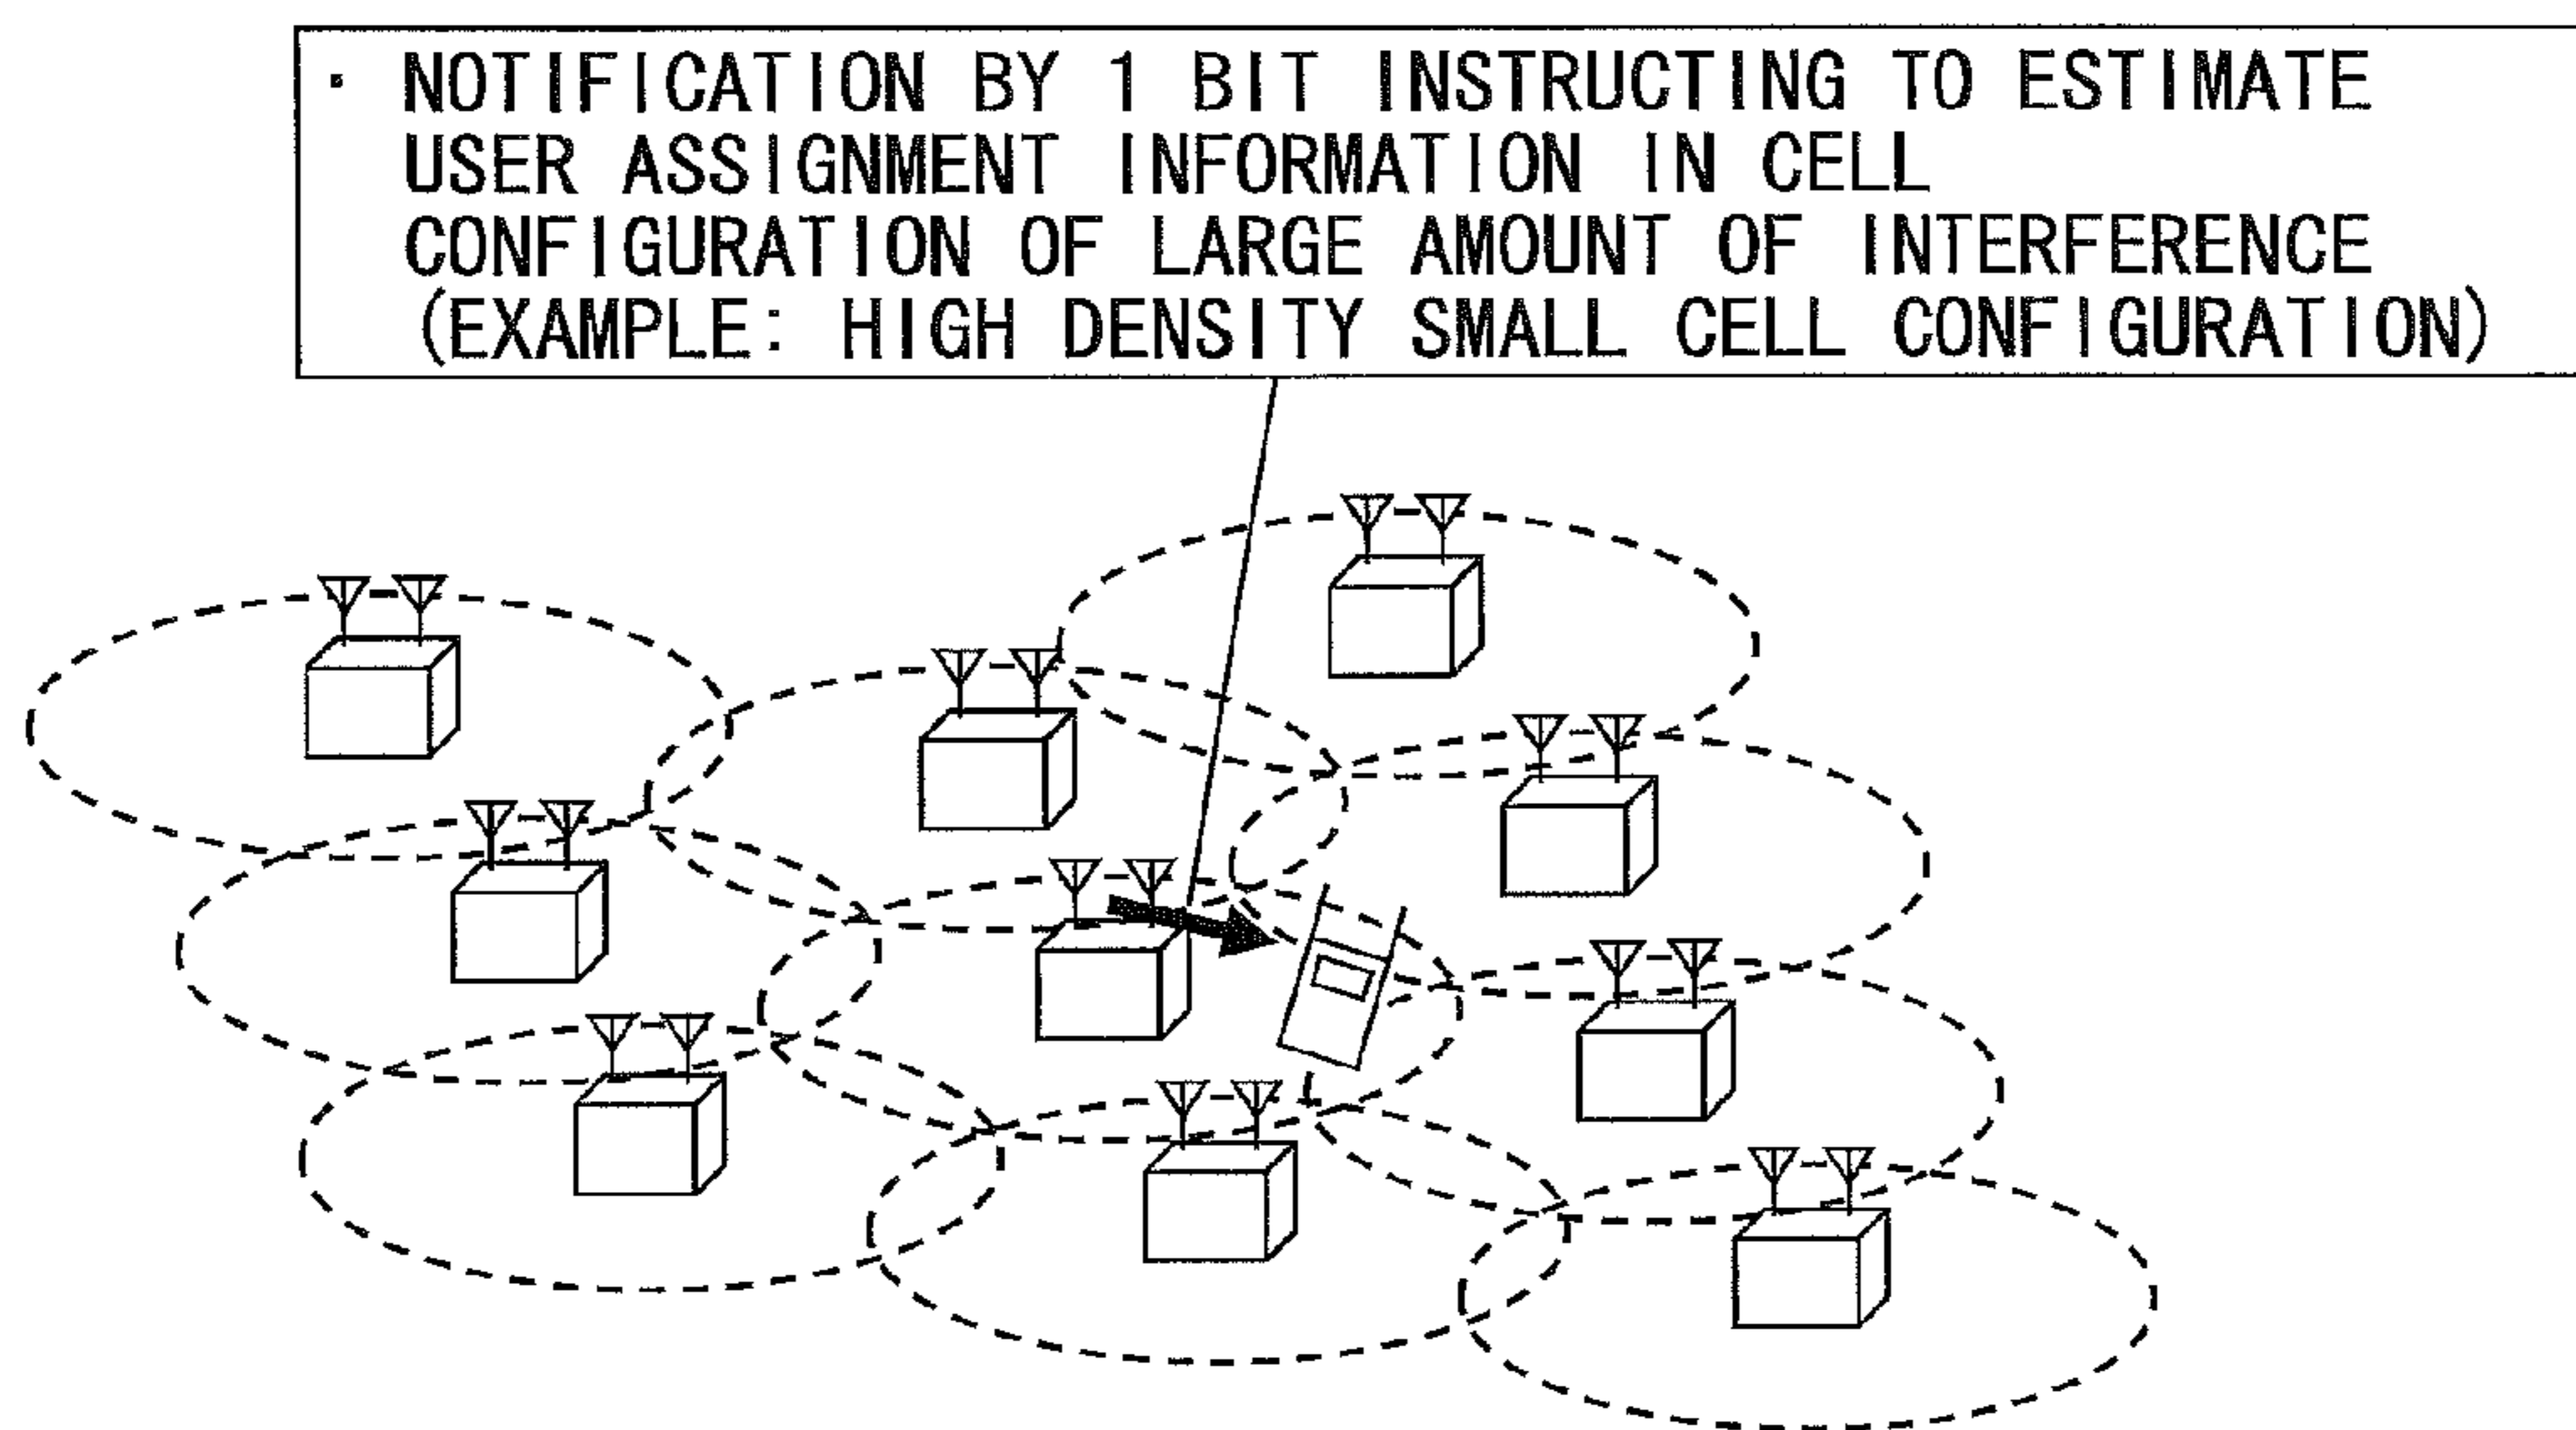 · NOTIFICATION BY 1 BIT INSTRUCTING TO ESTIMATE
USER ASSIGNMENT INFORMATION IN CELL
CONFIGURATION OF LARGE AMOUNT OF INTERFERENCE
(EXAMPLE: HIGH DENSITY SMALL CELL CONFIGURATION)